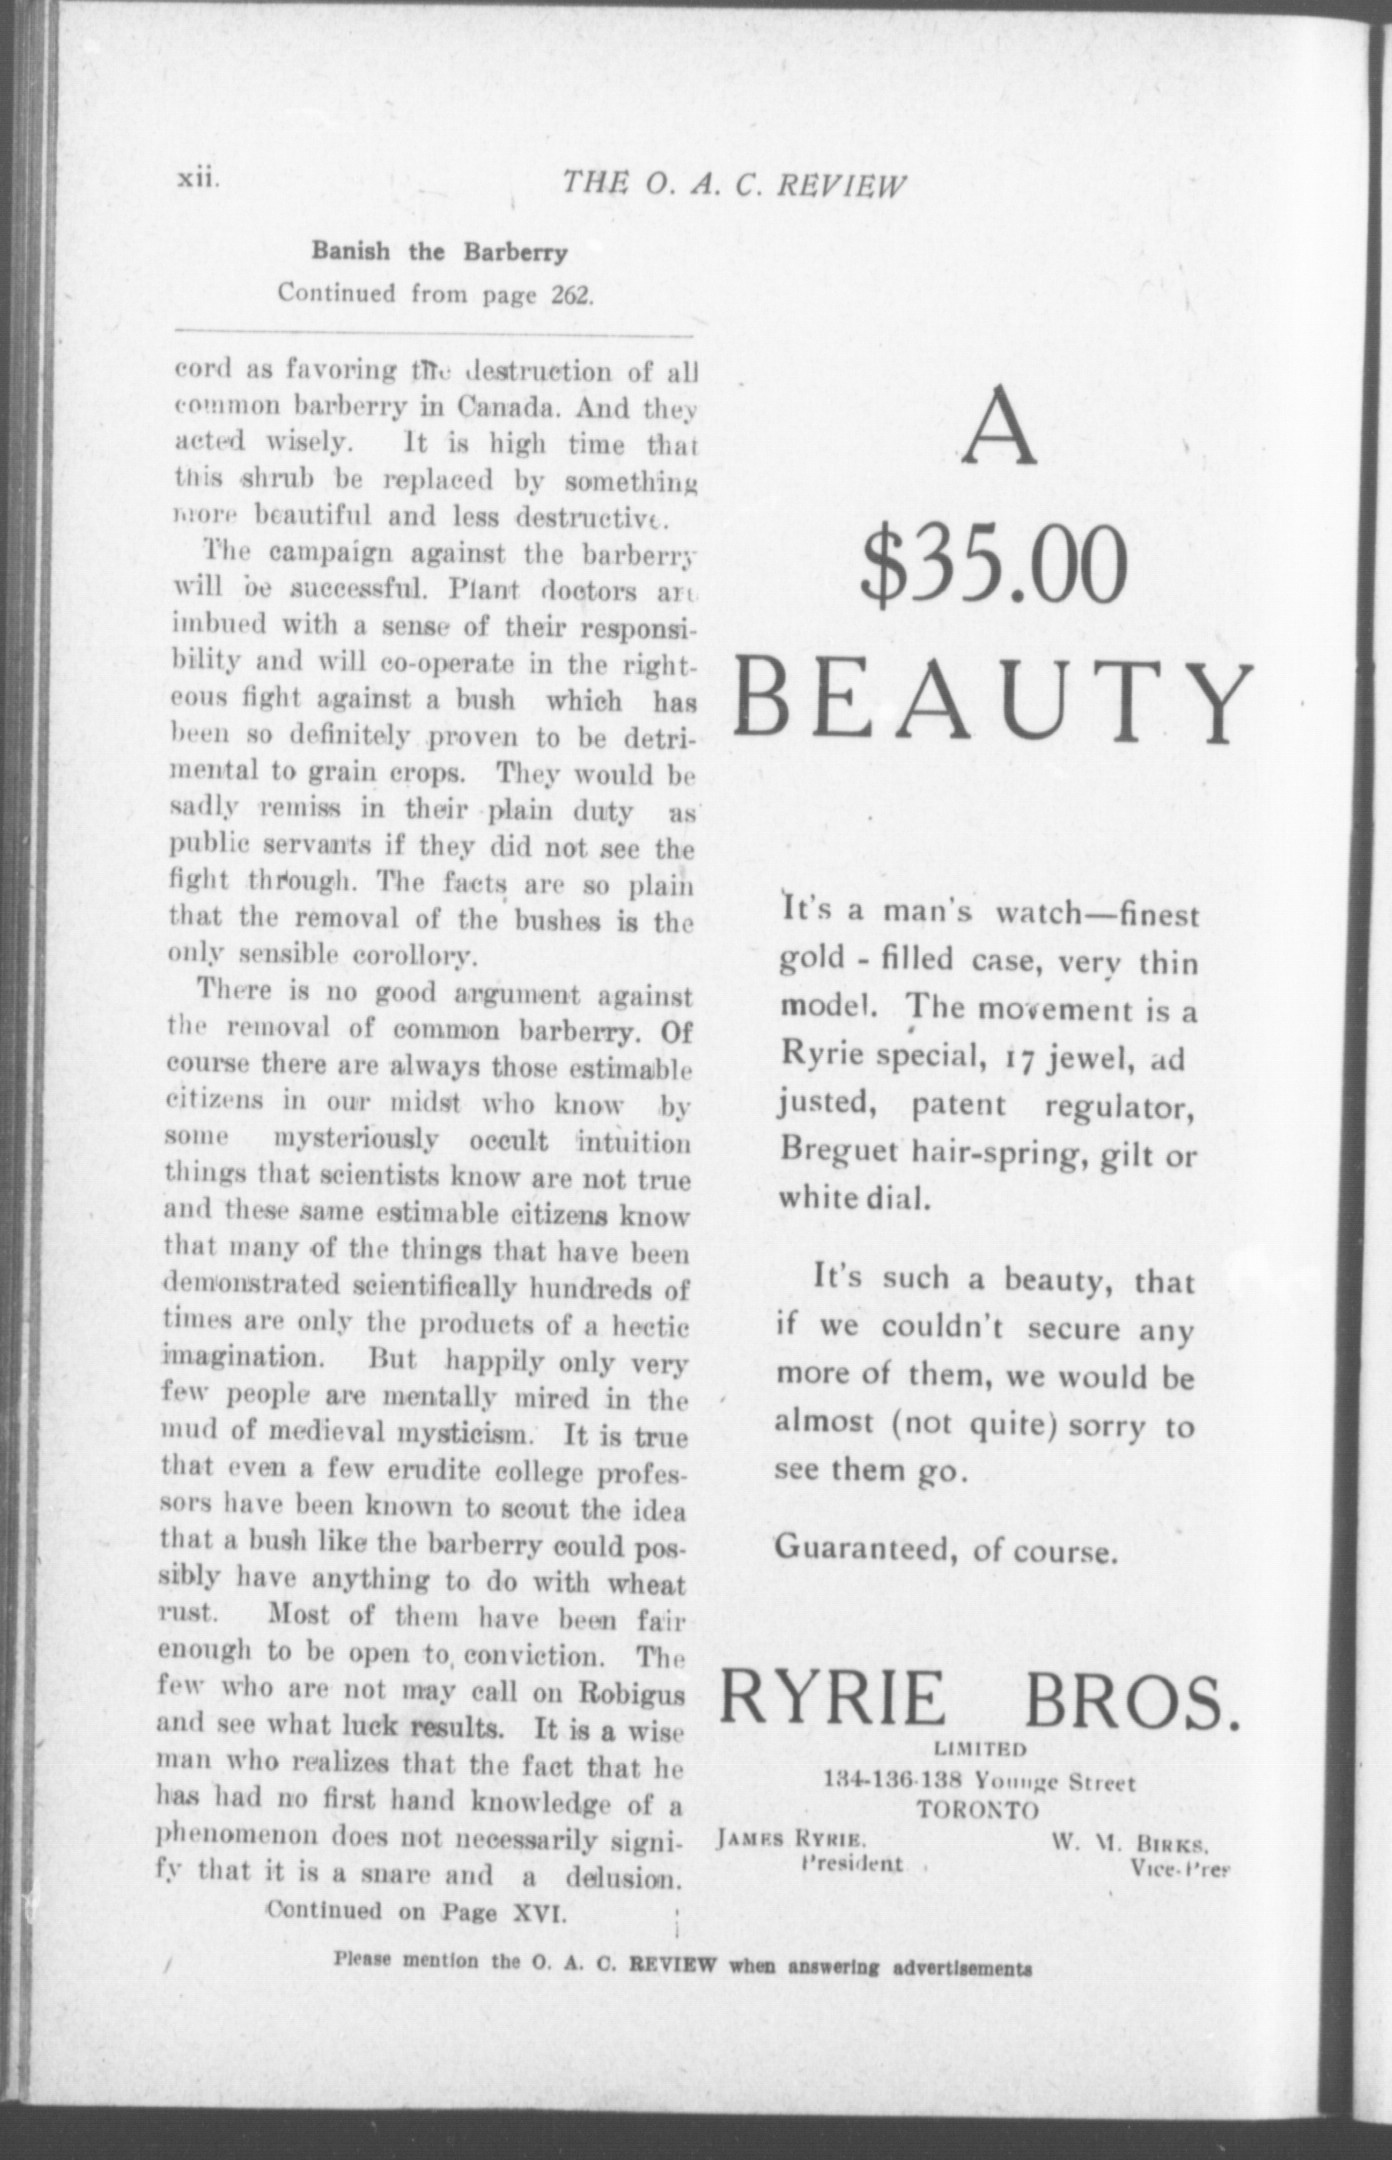 xii.
THE O. A. C. REVIEW
Banish the Barberry
Continued from page 262.
cord as favoring the destruction of all
common barberry in Canada. And they
acted wisely. It is high time that
this shrub be replaced by something
more beautiful and less destructive.
The campaign against the barberry
will be successful. Plant doctors are
imbued with a sense of their responsi-
bility and will co-operate in the right-
eous fight against a bush which has
been so definitely proven to be detri-
mental to grain crops. They would be
sadly remiss in their plain duty as
public servants if they did not see the
fight through. The facts are so plain
that the removal of the bushes is the
only sensible corollory.
There is no good argument against
the removal of common barberry. Of
course there are always those estimable
citizens in our midst who know by
some mysteriously occult intuition
things that scientists know are not true
and these same estimable citizens know
that many of the things that have been
demonstrated scientifically hundreds of
times are only the products of a hectic
imagination. But happily only very
few people are mentally mired in the
mud of medieval mysticism. It is true
that even a few erudite college profes-
sors have been known to scout the idea
that a bush like the barberry could pos-
sibly have anything to do with wheat
rust. Most of them have been fair
enough to be open to conviction. The
few who are not may call on Robigus
and see what luck results. It is a wise
man who realizes that the fact that he
has had no first hand knowledge of a
phenomenon does not necessarily signi-
fy that it is a snare and a delusion.
Continued on Page XVI.
A
$35.00
BEAUTY
It's a man's watch—finest
gold - filled case, very thin
model. The movement is a
Ryrie special, 17 jewel, ad
justed, patent regulator,
Breguet hair-spring, gilt or
white dial.
It's such a beauty, that
if we couldn't secure any
more of them, we would be
almost (not quite) sorry to
see them go.
Guaranteed, of course.
RYRIE BROS.
LIMITED
134-136-138 Younge Street
TORONTO
JAMES RYRIE. W. M. BIRKS.
President Vice-Pres
Please mention the O. A. C. REVIEW when answering advertisements